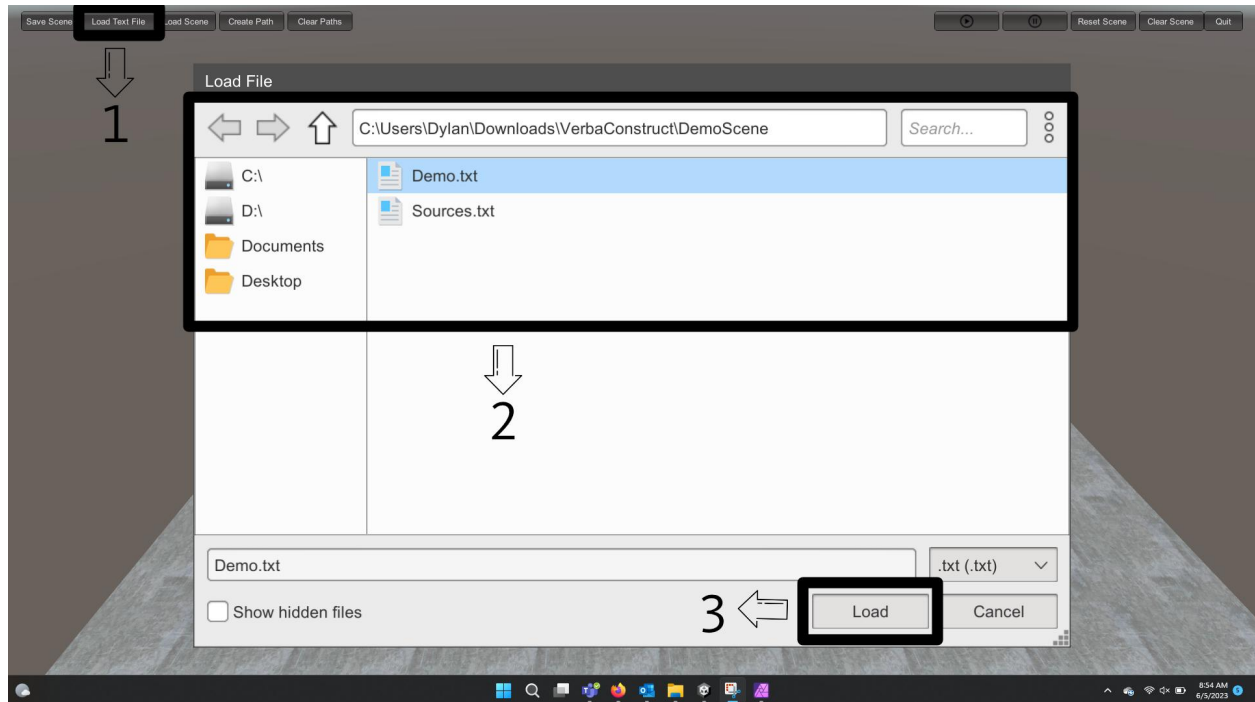 Save Scene Load Text File Load Scene Create Path Clear Paths Reset Scene Clear Scene Quit
1
Load File
C:\Users\Dylan\Downloads\VerbaConstruct\DemoScene Search...
C:\
D:\
Documents
Desktop
Demo.txt
Sources.txt
2
Demo.txt .txt (.txt)
Show hidden files
3
Load Cancel
8:54 AM
6/5/2023